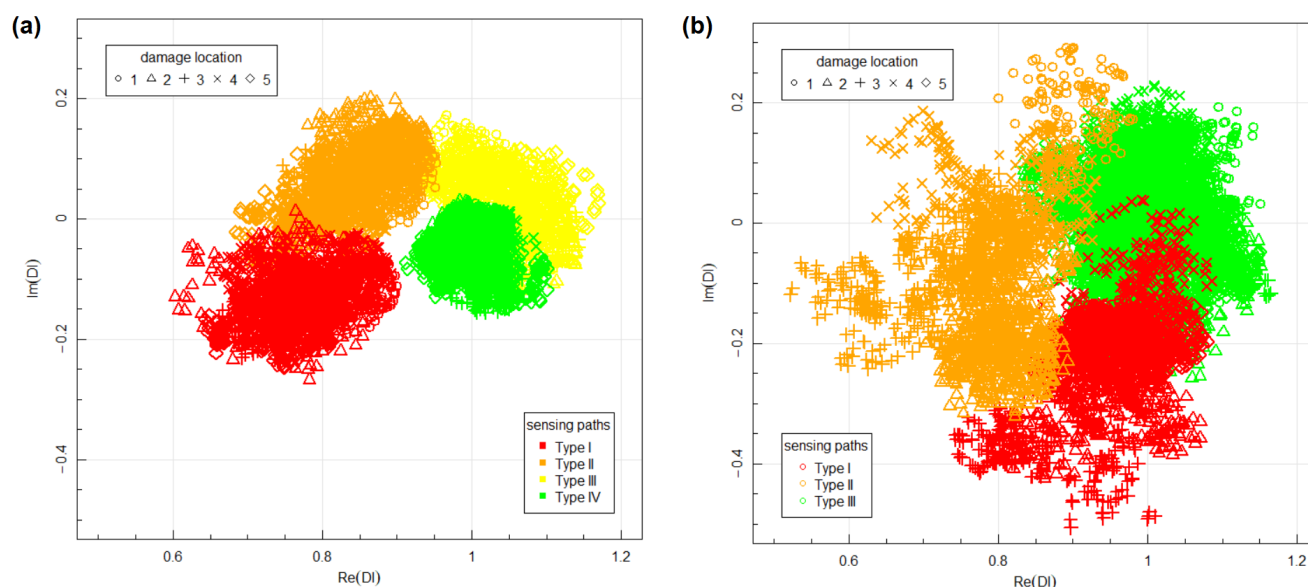 (a)
damage location
○ 1 △ 2 + 3 × 4 ◇ 5
Im(DI)
0.2
0
−0.2
−0.4
0.6 0.8 1 1.2
Re(DI)
sensing paths
Type I
Type II
Type III
Type IV
(b)
damage location
○ 1 △ 2 + 3 × 4 ◇ 5
Im(DI)
0.2
0
−0.2
−0.4
0.6 0.8 1 1.2
Re(DI)
sensing paths
Type I
Type II
Type III